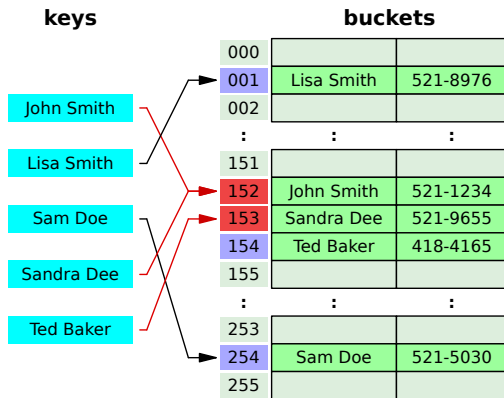 keys
buckets
John Smith
Lisa Smith
Sam Doe
Sandra Dee
Ted Baker
000
001 Lisa Smith 521-8976
002
: : :
151
152 John Smith 521-1234
153 Sandra Dee 521-9655
154 Ted Baker 418-4165
155
: : :
253
254 Sam Doe 521-5030
255